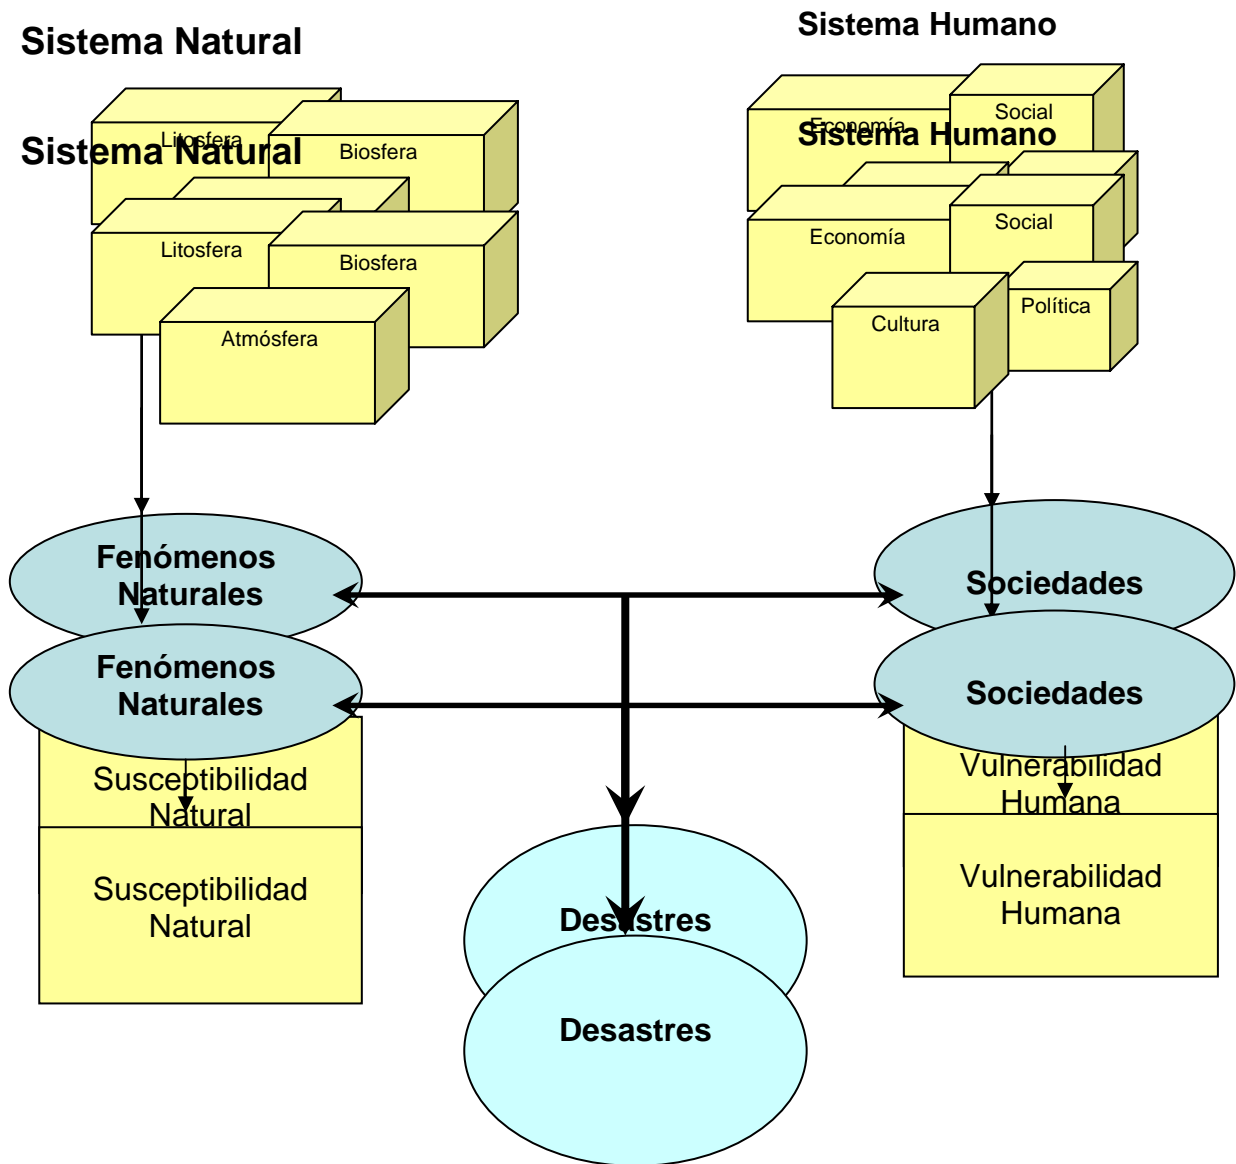 Sistema Natural
Sistema Humano
Litosfera
Biosfera
Economía
Social
Sistema Natural
Sistema Humano
Litosfera
Biosfera
Atmósfera
Economía
Social
Cultura
Política
Fenómenos
Naturales
Sociedades
Fenómenos
Naturales
Sociedades
Susceptibilidad
Natural
Vulnerabilidad
Humana
Susceptibilidad
Natural
Vulnerabilidad
Humana
Desastres
Desastres